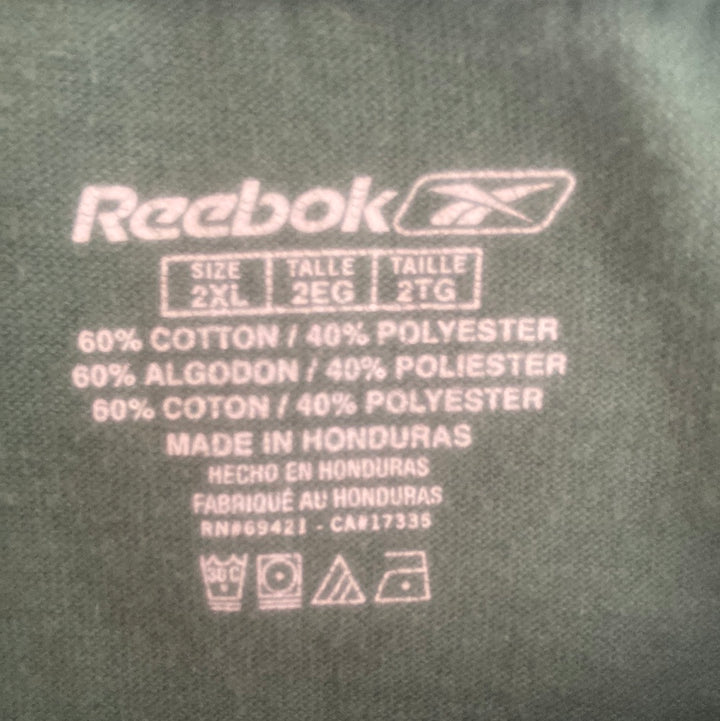 Reebok
SIZE TALLE TAILLE
2XL 2EG 2TG
60% COTTON / 40% POLYESTER
60% ALGODON / 40% POLIESTER
60% COTON / 40% POLYESTER
MADE IN HONDURAS
HECHO EN HONDURAS
FABRIQUÉ AU HONDURAS
RN#69421 - CA#17335
30C